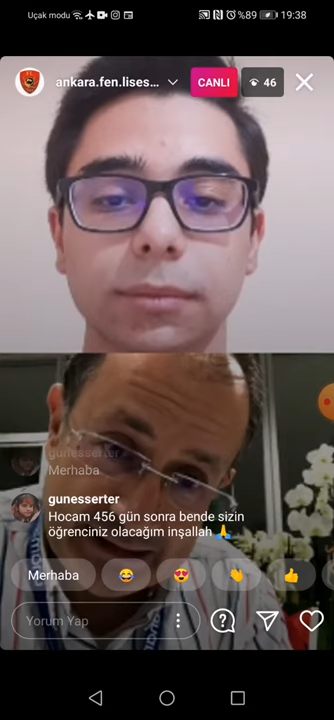 Uçak modu
%89
19:38
ankara.fen.lises...
CANLI
46
gunesserter
Merhaba
gunesserter
Hocam 456 gün sonra bende sizin
öğrenciniz olacağım inşallah 🙏
Merhaba 😂 😍 👏 👍
Yorum Yap